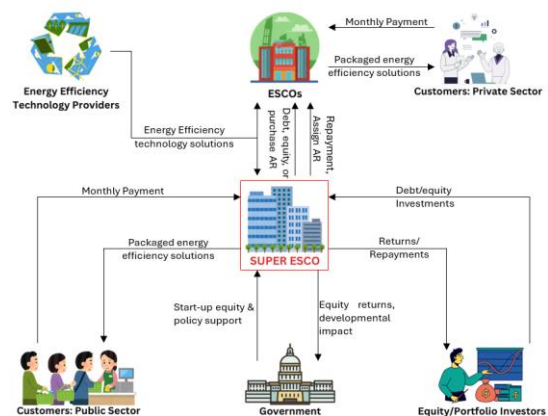 Monthly Payment
Packaged energy
efficiency solutions
Energy Efficiency
Technology Providers
ESCOs
Customers: Private Sector
Energy Efficiency
technology solutions
Debt, equity, or
purchase AR
Repayment,
Assign AR
Monthly Payment
Debt/equity
Investments
Packaged energy
efficiency solutions
SUPER ESCO
Returns/
Repayments
Start-up equity &
policy support
Equity returns,
developmental
impact
Customers: Public Sector
Government
Equity/Portfolio Investors